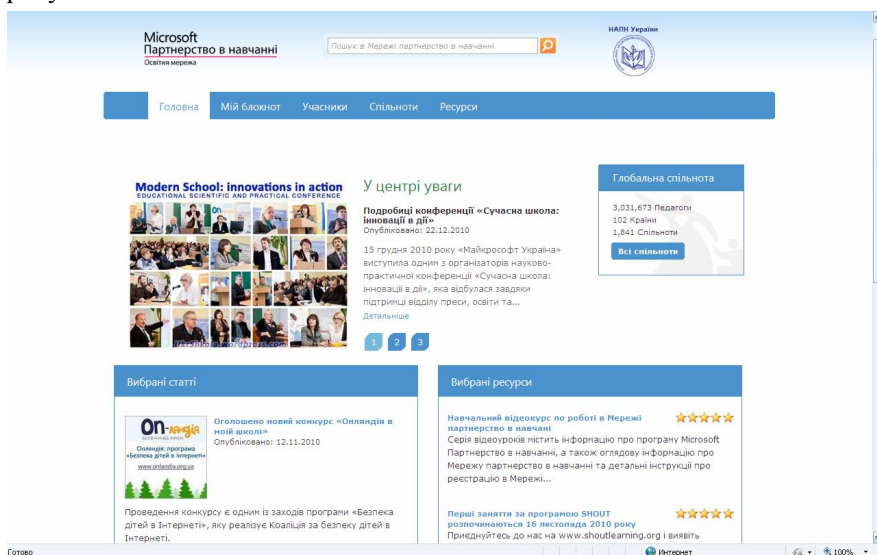 Microsoft
Партнерство в навчанні
Освітня мережа
Пошук в Мережі партнерство в навчанні
НАПН України
Головна Мій блокнот Учасники Спільноти Ресурси
Modern School: innovations in action
EDUCATIONAL SCIENTIFIC AND PRACTICAL CONFERENCE
UkrShkola.wordpress.com
У центрі уваги
Подробиці конференції «Сучасна школа:
інновації в дії»
Опубліковано: 22.12.2010
15 грудня 2010 року «Майкрософт Україна»
виступила одним з організаторів науково-
практичної конференції «Сучасна школа:
інновації в дії», яка відбулася завдяки
підтримці відділу преси, освіти та...
Детальніше
1 2 3
Глобальна спільнота
3,031,673 Педагоги
102 Країни
1,841 Спільноти
Всі спільноти
Вибрані статті
On-ляндія
Онляндія: програма
«Безпека дітей в Інтернеті»
www.onlandia.org.ua
Оголошено новий конкурс «Онляндія в
моїй школі»
Опубліковано: 12.11.2010
Проведення конкурсу є одним із заходів програми «Безпека
дітей в Інтернеті», яку реалізує Коаліція за безпеку дітей в
Інтернеті.
Вибрані ресурси
Навчальний відеокурс по роботі в Мережі
партнерство в навчані
Серія відеоуроків містить інформацію про програму Microsoft
Партнерство в навчанні, а також оглядову інформацію про
Мережу партнерство в навчанні та детальні інструкції про
реєстрацію в Мережі...
Перші заняття за програмою SHOUT
розпочинаються 16 листопада 2010 року
Приєднуйтесь до нас на www.shoutlearning.org і виявіть
Готово Интернет 100%